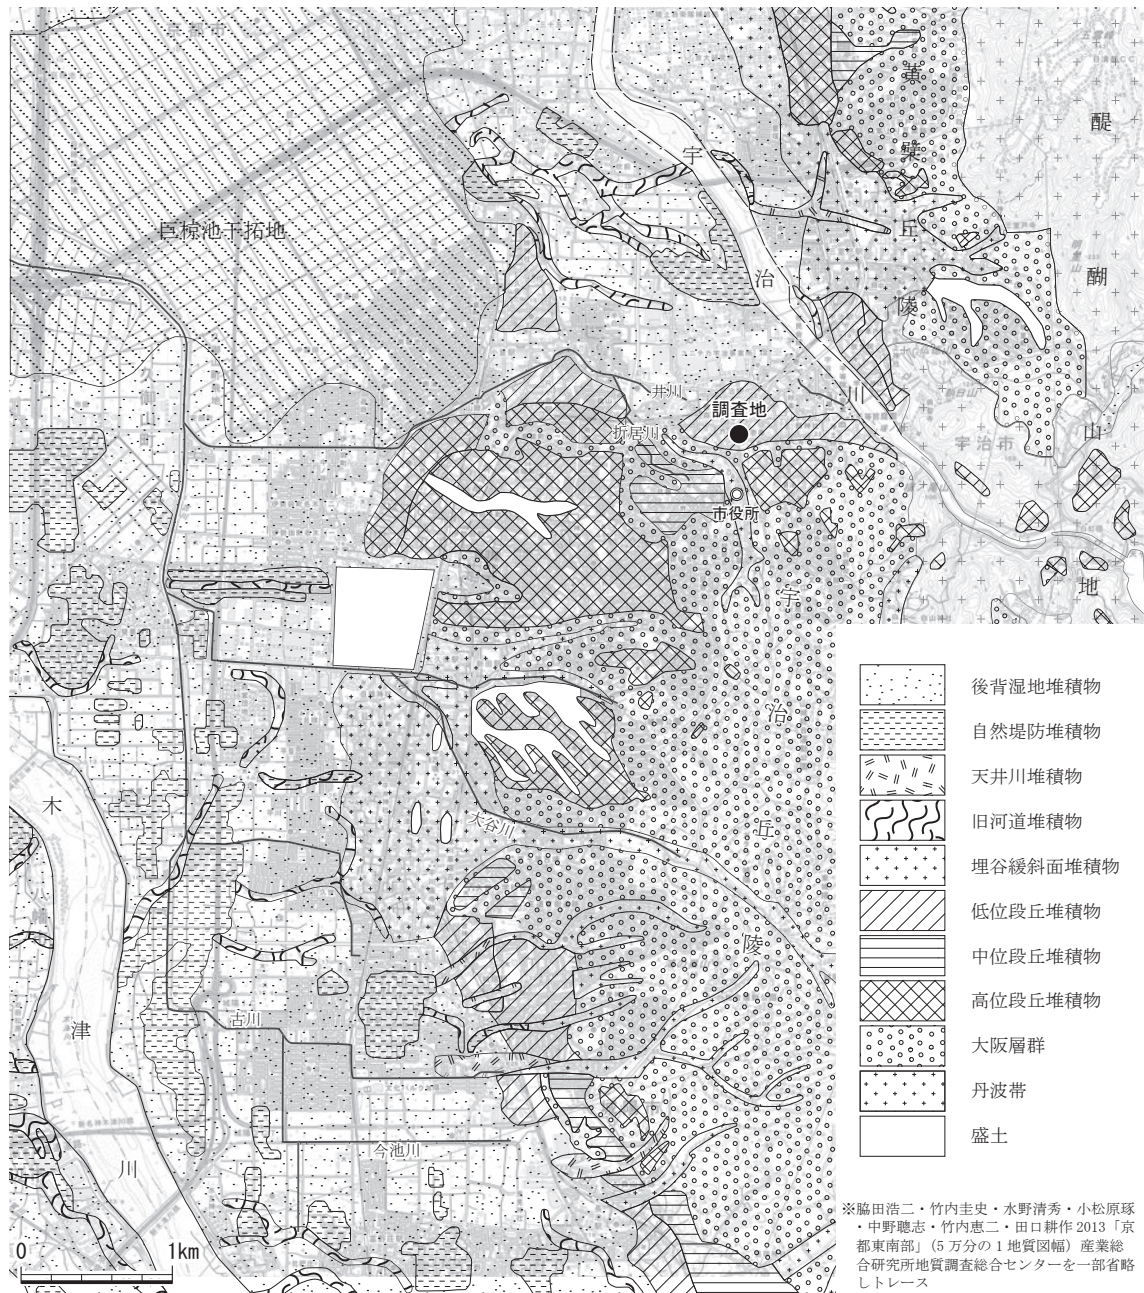 黄檗丘陵
醍醐山地
宇治川
巨椋池干拓地
久御山町
井川
調査地
折居川
宇治市
市役所
宇治丘陵
木津川
大谷川
古川
今池川
0
1km
後背湿地堆積物
自然堤防堆積物
天井川堆積物
旧河道堆積物
埋谷緩斜面堆積物
低位段丘堆積物
中位段丘堆積物
高位段丘堆積物
大阪層群
丹波帯
盛土
※脇田浩二・竹内圭史・水野清秀・小松原琢
・中野聰志・竹内恵二・田口耕作 2013「京
都東南部」(5 万分の 1 地質図幅) 産業総
合研究所地質調査総合センターを一部省略
しトレース